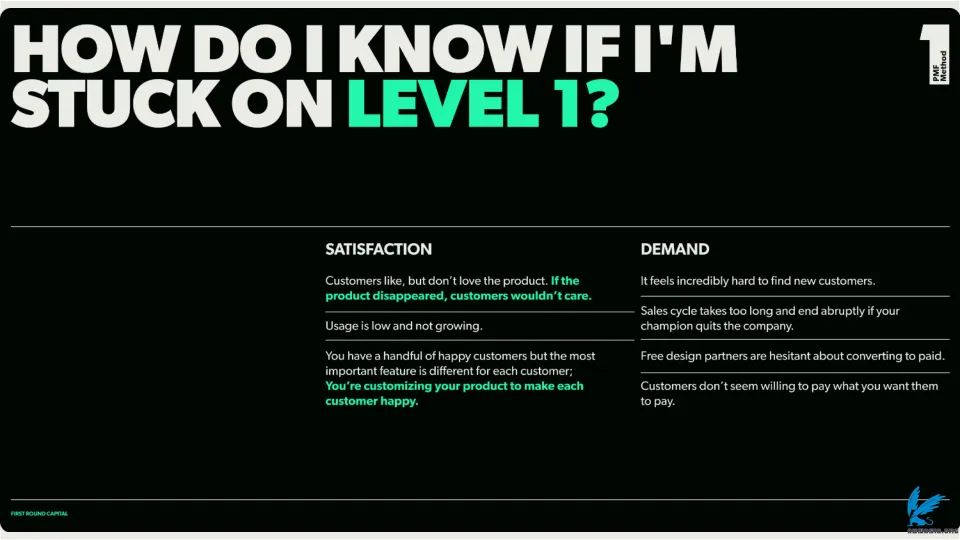 HOW DO I KNOW IF I'M
STUCK ON LEVEL 1?
1
PMF
Method
SATISFACTION
Customers like, but don't love the product. If the
product disappeared, customers wouldn't care.
Usage is low and not growing.
You have a handful of happy customers but the most
important feature is different for each customer;
You're customizing your product to make each
customer happy.
DEMAND
It feels incredibly hard to find new customers.
Sales cycle takes too long and end abruptly if your
champion quits the company.
Free design partners are hesitant about converting to paid.
Customers don't seem willing to pay what you want them
to pay.
FIRST ROUND CAPITAL